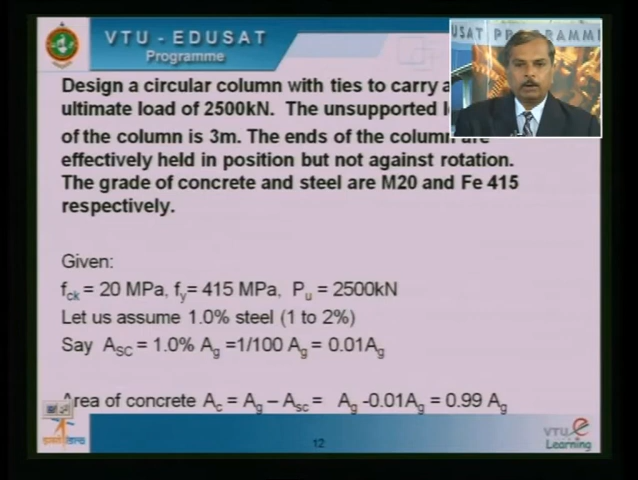 VTU - EDUSAT
Programme
USAT PROGRAMME
Design a circular column with ties to carry a
ultimate load of 2500kN. The unsupported l
of the column is 3m. The ends of the column are
effectively held in position but not against rotation.
The grade of concrete and steel are M20 and Fe 415
respectively.
Given:
fck = 20 MPa, fy= 415 MPa, Pu = 2500kN
Let us assume 1.0% steel (1 to 2%)
Say ASC = 1.0% Ag =1/100 Ag = 0.01Ag
Area of concrete Ac = Ag – Asc = Ag -0.01Ag = 0.99 Ag
12
VTU e
Learning